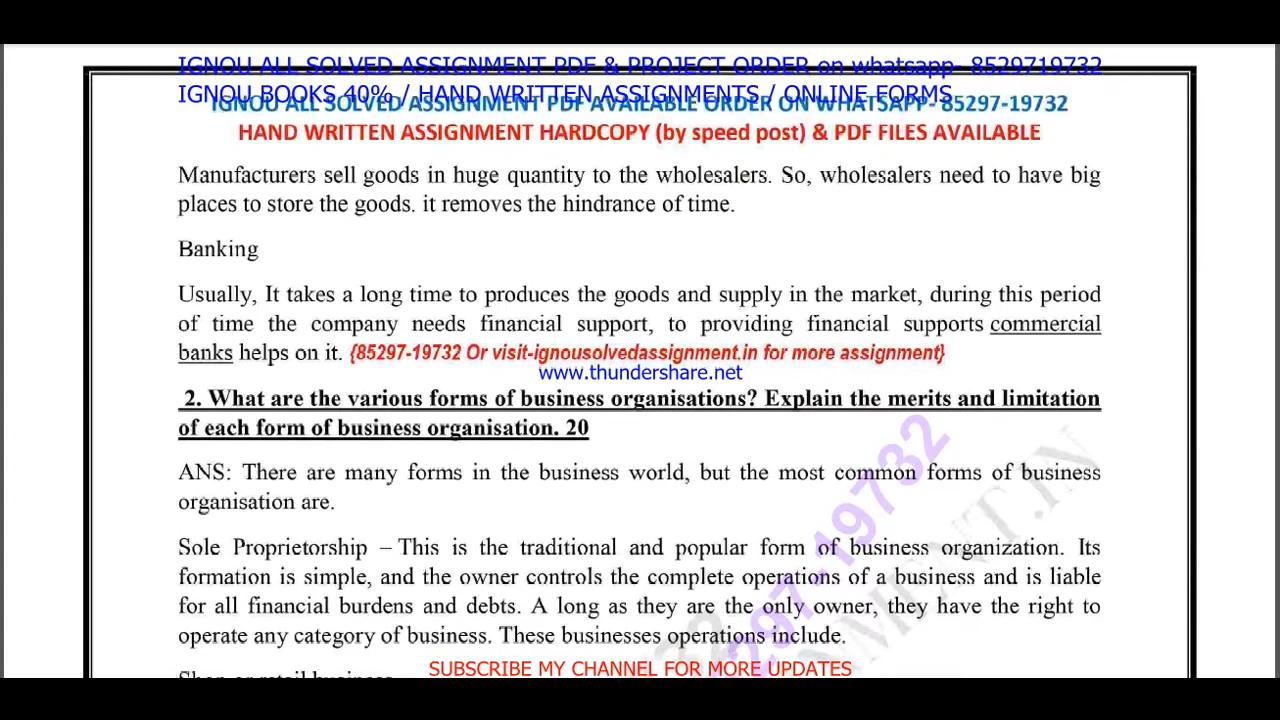 IGNOU ALL SOLVED ASSIGNMENT PDF & PROJECT ORDER on whatsapp- 8529719732
IGNOU BOOKS 40% / HAND WRITTEN ASSIGNMENTS / ONLINE FORMS
IGNOU ALL SOLVED ASSIGNMENT PDF AVAILABLE ORDER ON WHATSAPP- 85297-19732
HAND WRITTEN ASSIGNMENT HARDCOPY (by speed post) & PDF FILES AVAILABLE
Manufacturers sell goods in huge quantity to the wholesalers. So, wholesalers need to have big
places to store the goods. it removes the hindrance of time.
Banking
Usually, It takes a long time to produces the goods and supply in the market, during this period
of time the company needs financial support, to providing financial supports commercial
banks helps on it. {85297-19732 Or visit-ignousolvedassignment.in for more assignment}
www.thundershare.net
2. What are the various forms of business organisations? Explain the merits and limitation
of each form of business organisation. 20
ANS: There are many forms in the business world, but the most common forms of business
organisation are.
Sole Proprietorship – This is the traditional and popular form of business organization. Its
formation is simple, and the owner controls the complete operations of a business and is liable
for all financial burdens and debts. A long as they are the only owner, they have the right to
operate any category of business. These businesses operations include.
SUBSCRIBE MY CHANNEL FOR MORE UPDATES
Shop or retail business
297-19732
NMENT.IN